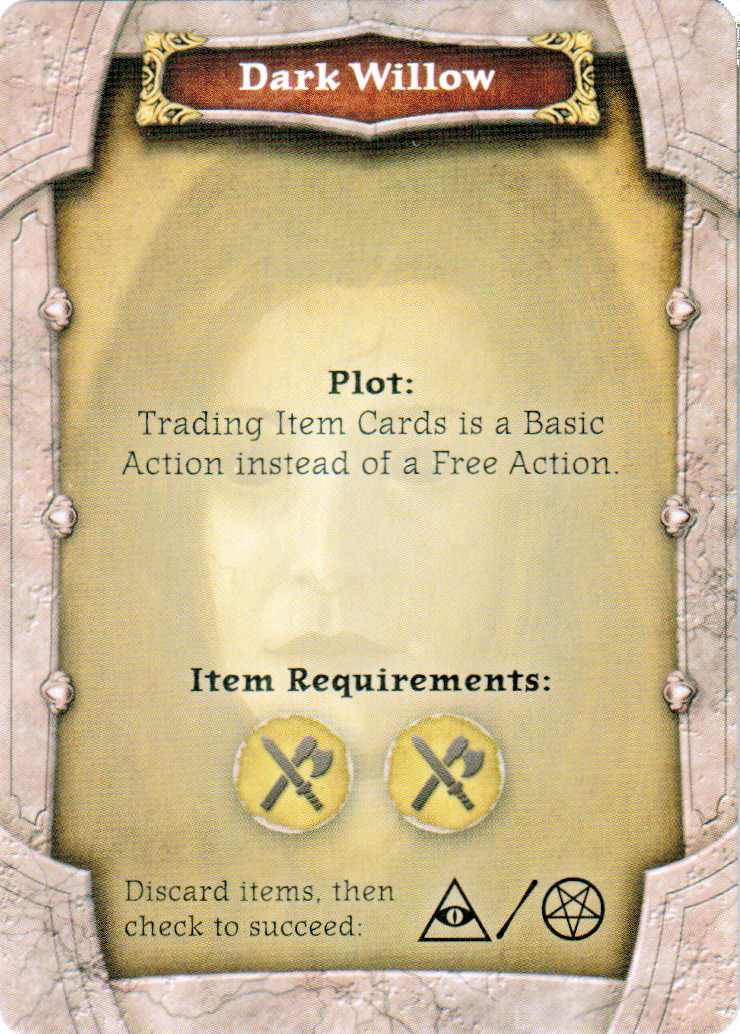 Dark Willow
Plot:
Trading Item Cards is a Basic
Action instead of a Free Action.
Item Requirements:
Discard items, then
check to succeed: